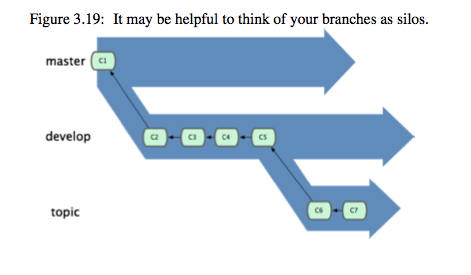 Figure 3.19: It may be helpful to think of your branches as silos.
master C1
develop C2 C3 C4 C5
topic C6 C7